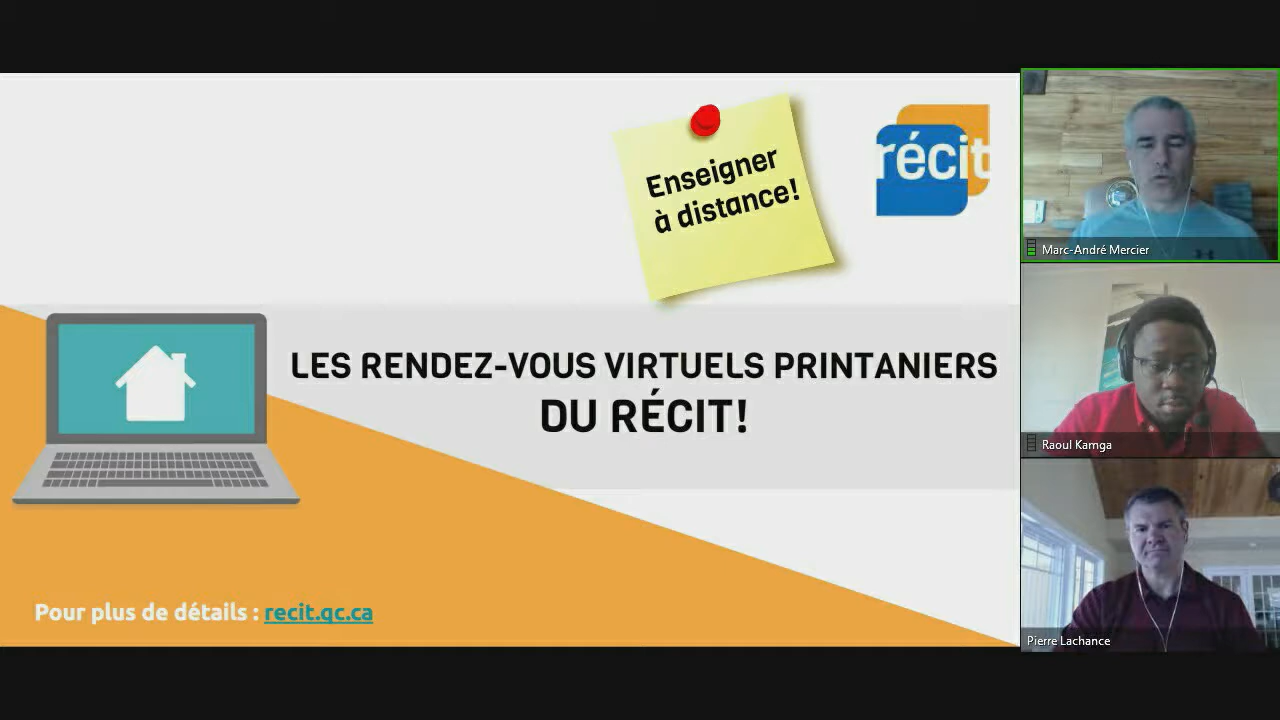 Enseigner
à distance!
récit
LES RENDEZ-VOUS VIRTUELS PRINTANIERS
DU RÉCIT!
Pour plus de détails : recit.qc.ca
Marc-André Mercier
Raoul Kamga
Pierre Lachance